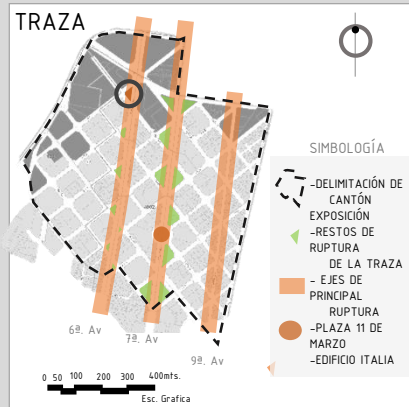 TRAZA
SIMBOLOGÍA
-DELIMITACIÓN DE
CANTÓN
EXPOSICIÓN
-RESTOS DE
RUPTURA
DE LA TRAZA
- EJES DE
PRINCIPAL
RUPTURA
-PLAZA 11 DE
MARZO
-EDIFICIO ITALIA
6ª. Av
7ª. Av
9ª. Av
0 50 100 200 300 400mts.
Esc. Grafica